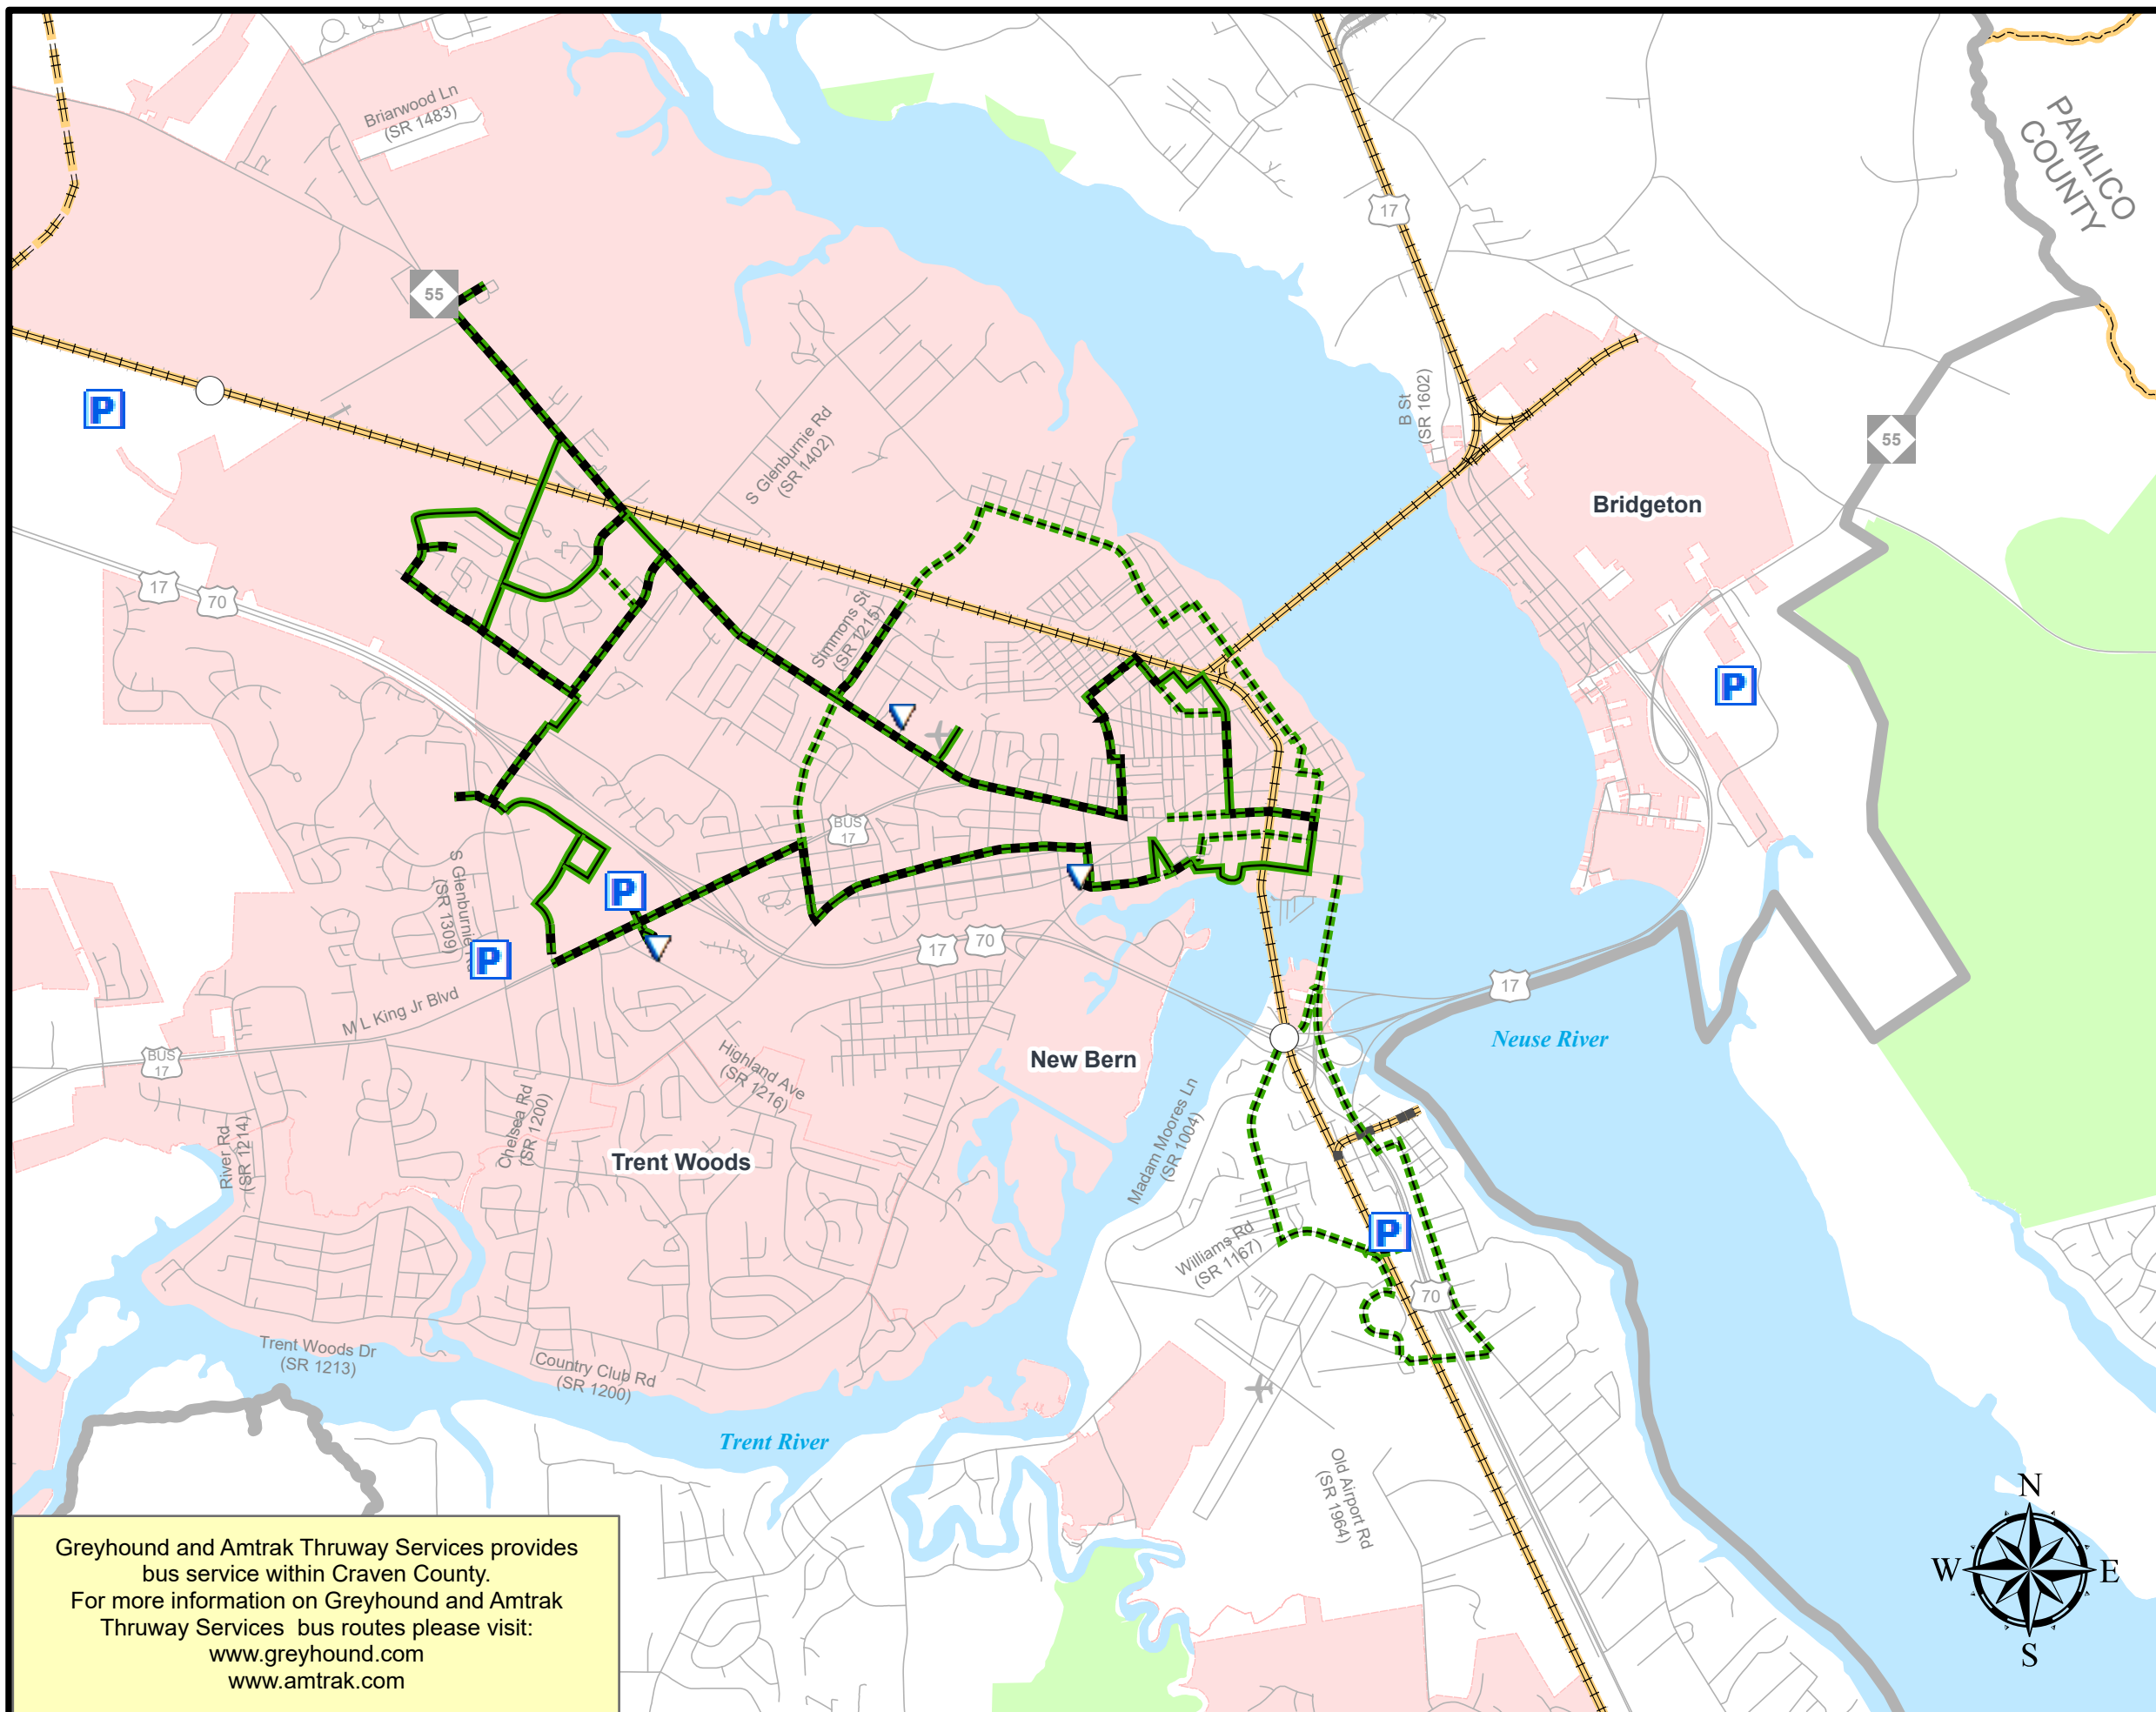 Briarwood Ln
(SR 1483)
PAMLICO
COUNTY
17
55
P
S Glenburnie Rd
(SR 1402)
B St
(SR 1602)
55
Bridgeton
17
70
Simmons St
(SR 1215)
P
BUS
17
S Glenburnie Rd
(SR 1309)
P
P
17
70
17
M L King Jr Blvd
Neuse River
BUS
17
New Bern
Highland Ave
(SR 1216)
Chelsea Rd
(SR 1200)
River Rd
(SR 1214)
Trent Woods
Madam Moores Ln
(SR 1004)
P
Williams Rd
(SR 1167)
70
Trent Woods Dr
(SR 1213)
Country Club Rd
(SR 1200)
Trent River
Old Airport Rd
(SR 1964)
N
W
E
S
Greyhound and Amtrak Thruway Services provides
bus service within Craven County.
For more information on Greyhound and Amtrak
Thruway Services bus routes please visit:
www.greyhound.com
www.amtrak.com